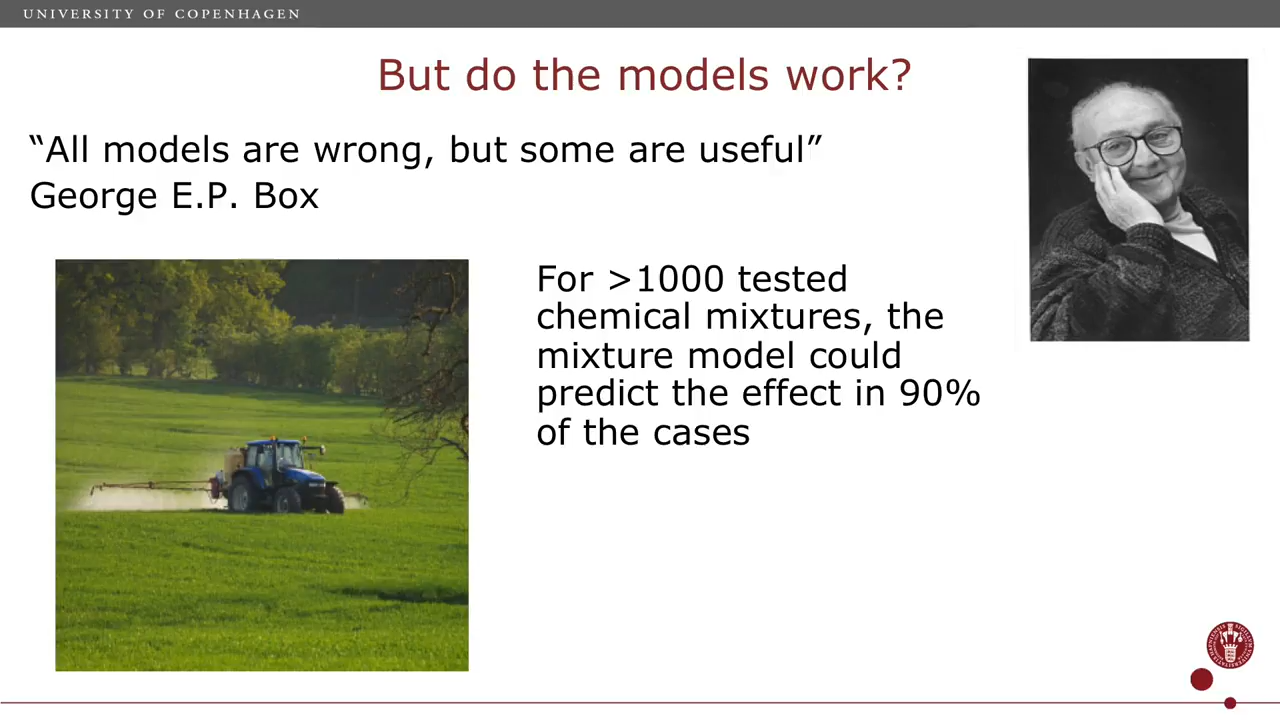 UNIVERSITY OF COPENHAGEN
But do the models work?
“All models are wrong, but some are useful”
George E.P. Box
For >1000 tested
chemical mixtures, the
mixture model could
predict the effect in 90%
of the cases